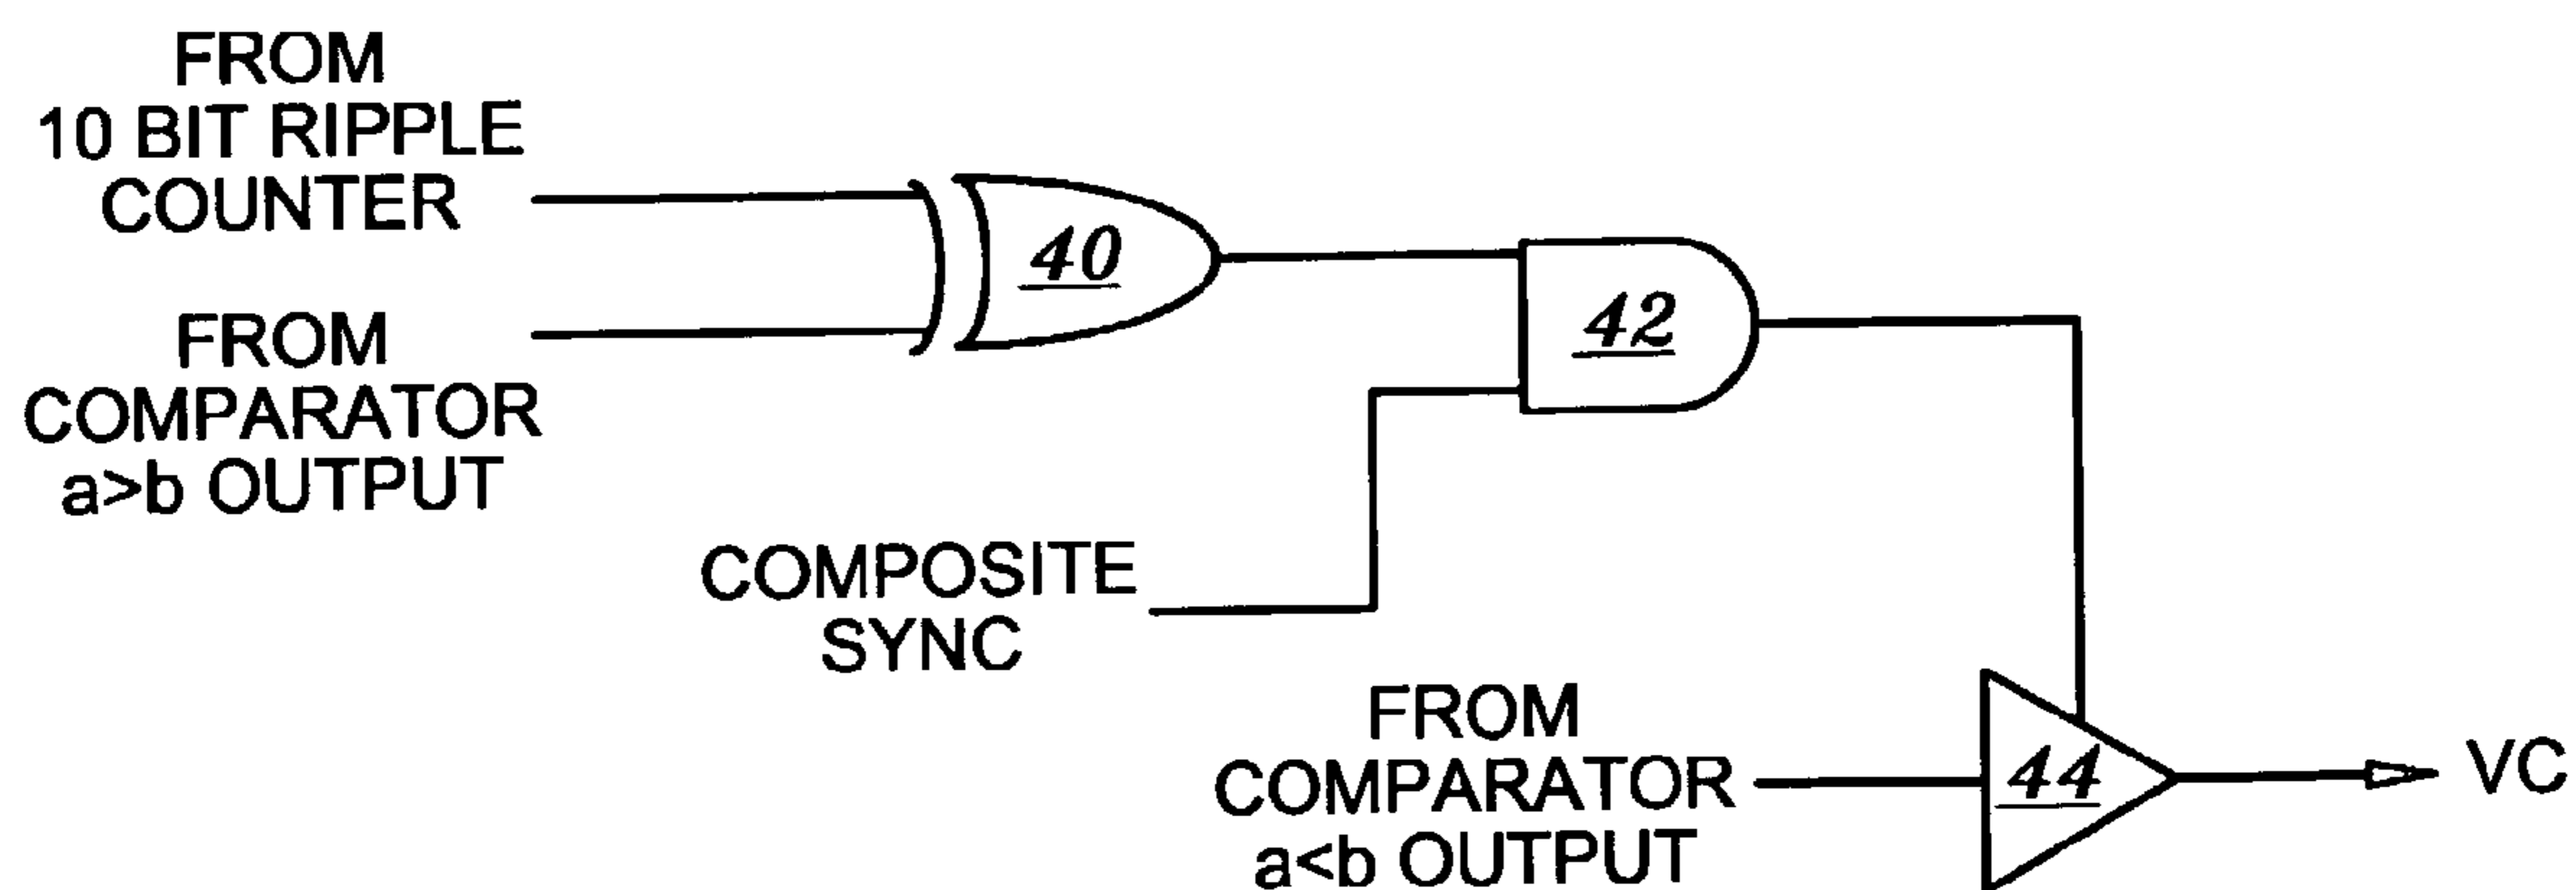 FROM
10 BIT RIPPLE
COUNTER
40
42
FROM
COMPARATOR
a>b OUTPUT
COMPOSITE
SYNC
FROM
COMPARATOR
a<b OUTPUT
44
VC